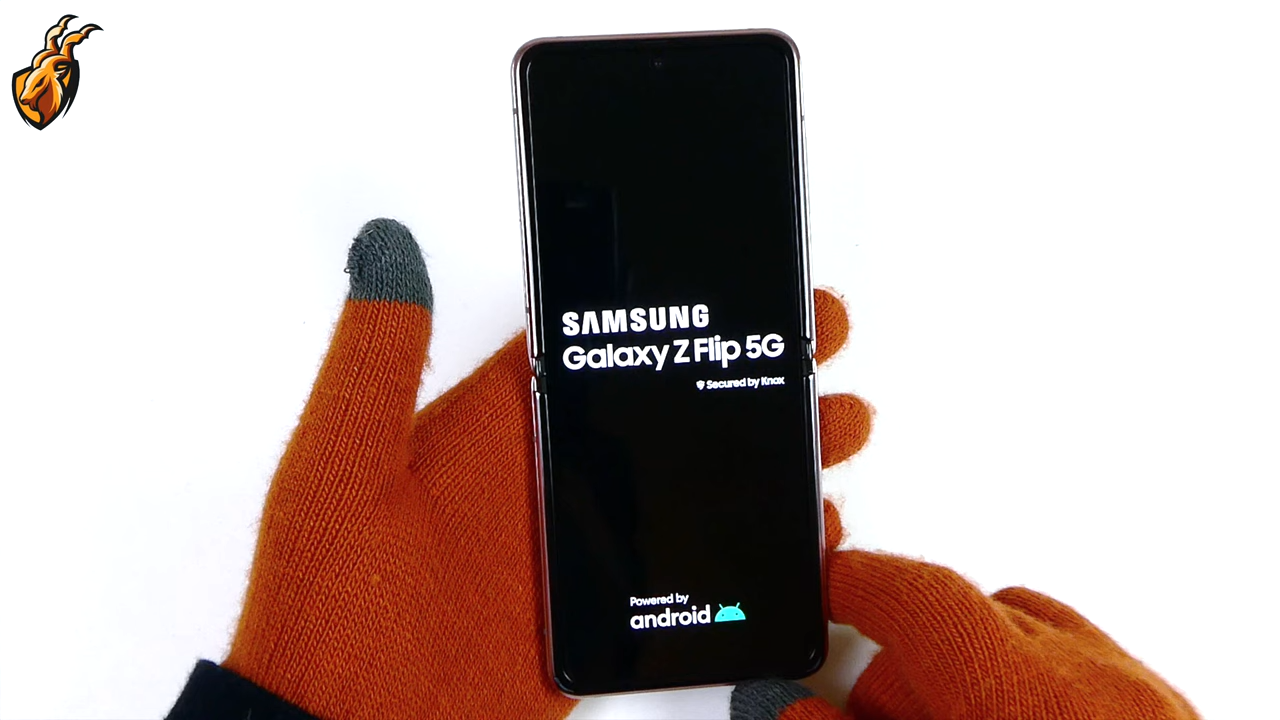 SAMSUNG
Galaxy Z Flip 5G
Secured by Knox
Powered by
android